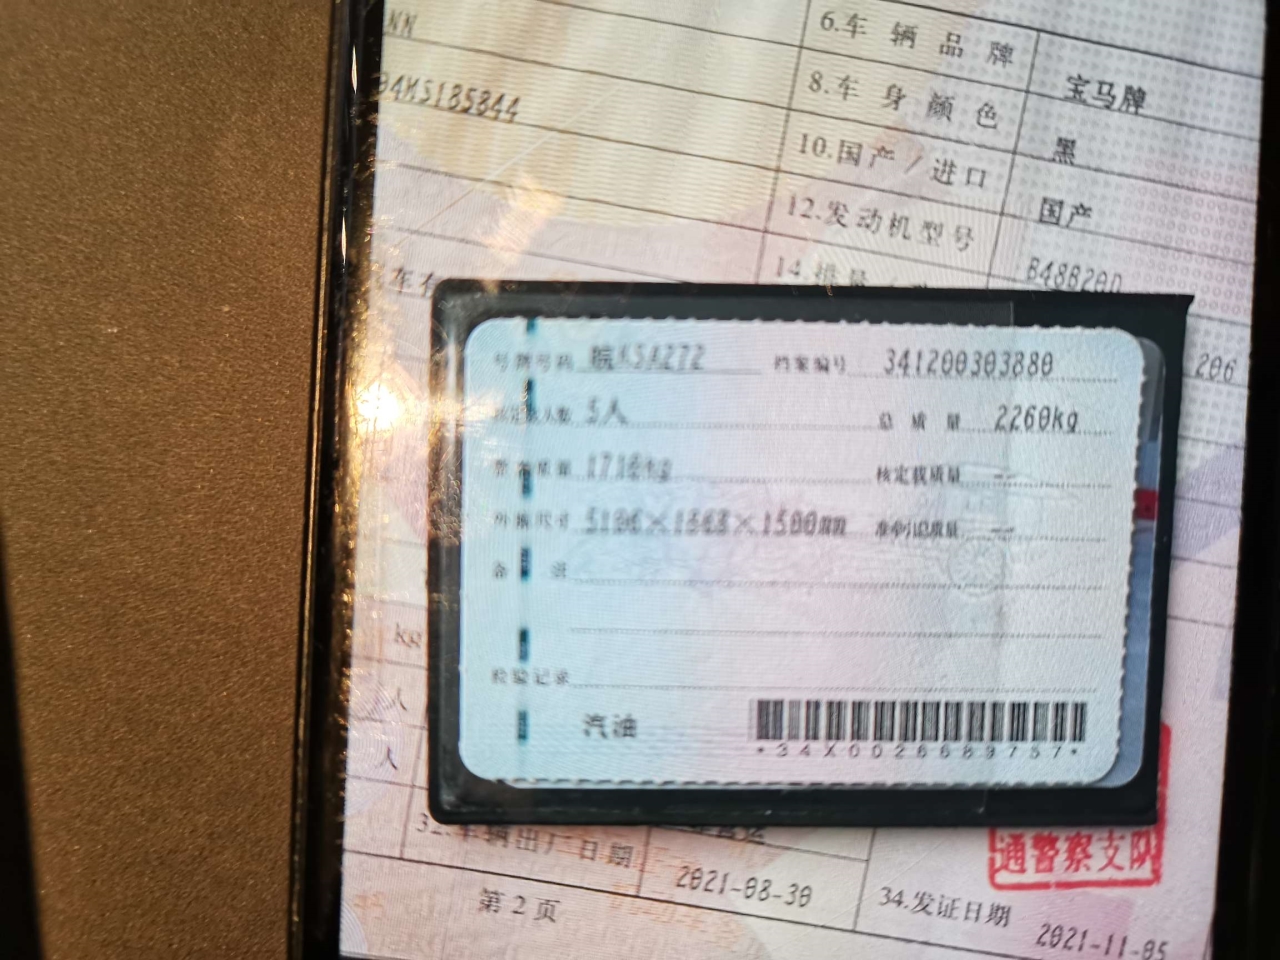 6.车辆品牌 宝马牌
8.车身颜色 黑
10.国产/进口 国产
12.发动机型号 B48B20D
14.排量
206
号牌号码 皖KSA272 档案编号 341200303880
核定载人数 5人 总质量 2260kg
整备质量 1710kg 核定载质量 --
外廓尺寸 5106×1868×1500mm 准牵引总质量 --
备注
检验记录
汽油
*34X0026689757*
kg
人
人
32.车辆出厂日期 2021-08-30
34.发证日期 2021-11-05
通警察支队
第2页